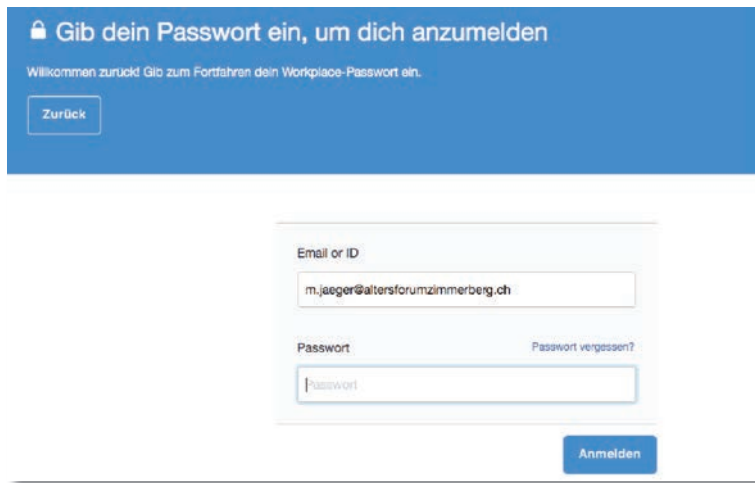 Gib dein Passwort ein, um dich anzumelden
Willkommen zurück! Gib zum Fortfahren dein Workplace-Passwort ein.
Zurück
Email or ID
m.jaeger@altersforumzimmerberg.ch
Passwort Passwort vergessen?
Passwort
Anmelden